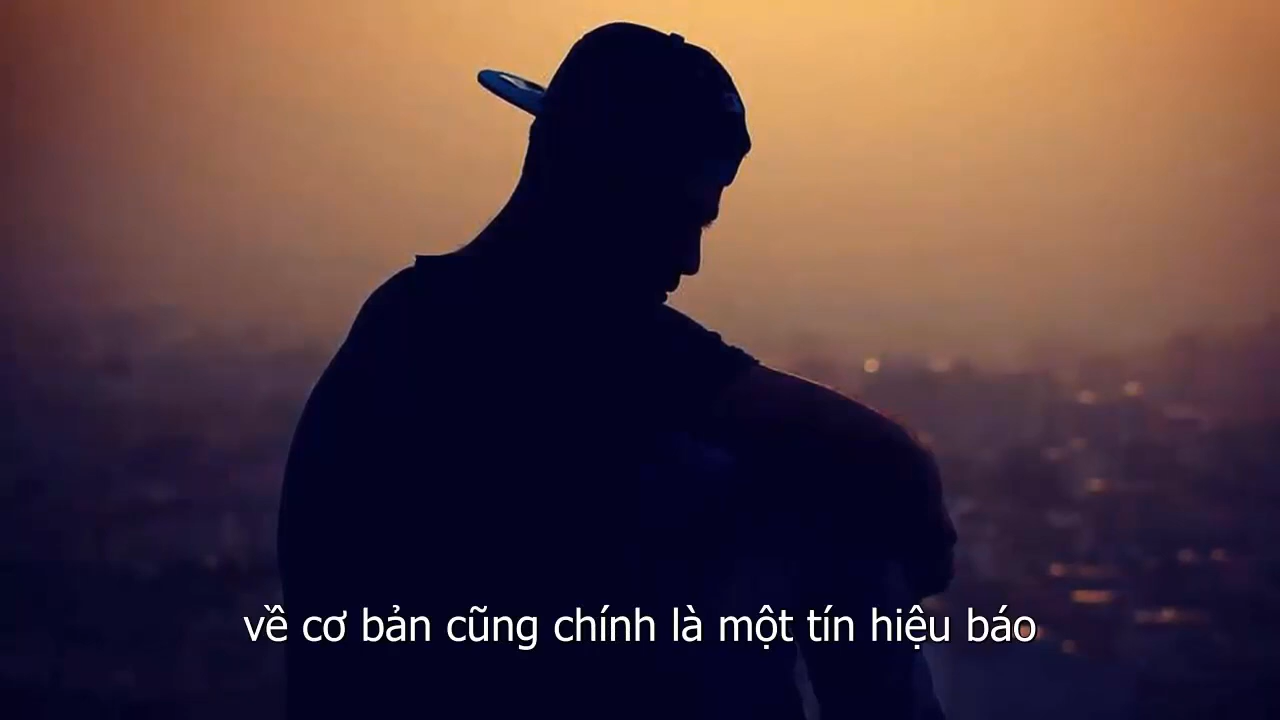 về cơ bản cũng chính là một tín hiệu báo